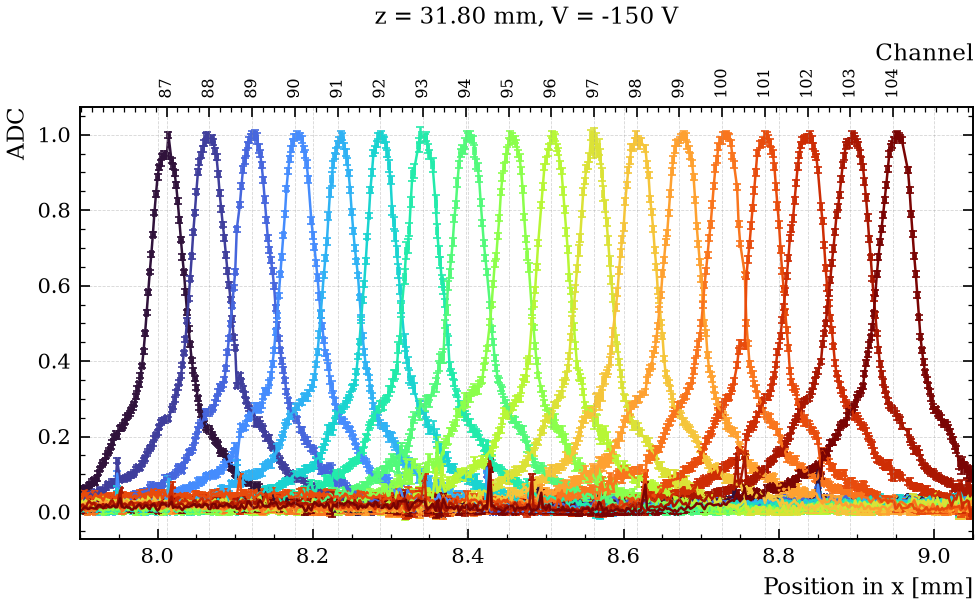 z = 31.80 mm, V = -150 V
Channel
87 88 89 90 91 92 93 94 95 96 97 98 99 100 101 102 103 104
ADC
1.0
0.8
0.6
0.4
0.2
0.0
8.0 8.2 8.4 8.6 8.8 9.0
Position in x [mm]